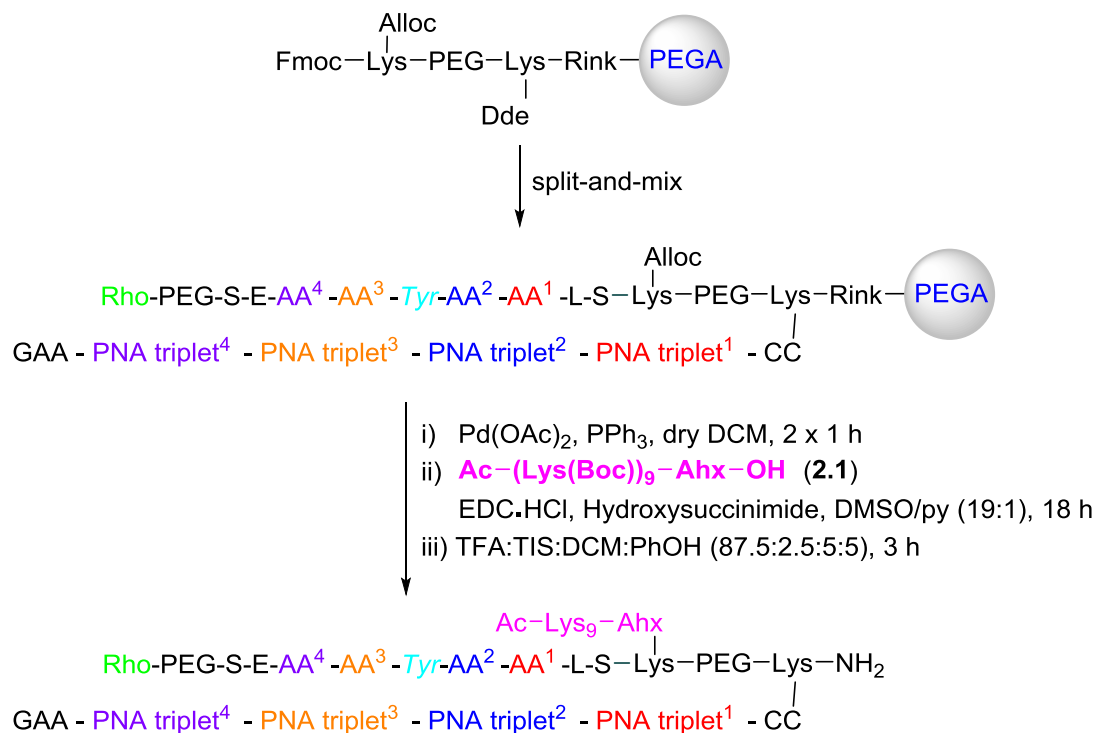 Alloc
Fmoc–Lys–PEG–Lys–Rink–PEGA
Dde
split-and-mix
Alloc
Rho-PEG-S-E-AA⁴-AA³-Tyr-AA²-AA¹-L-S–Lys–PEG–Lys–Rink–PEGA
GAA - PNA triplet⁴ - PNA triplet³ - PNA triplet² - PNA triplet¹ - CC
i) Pd(OAc)₂, PPh₃, dry DCM, 2 x 1 h
ii) Ac–(Lys(Boc))₉–Ahx–OH (2.1)
EDC.HCl, Hydroxysuccinimide, DMSO/py (19:1), 18 h
iii) TFA:TIS:DCM:PhOH (87.5:2.5:5:5), 3 h
Ac–Lys₉–Ahx
Rho-PEG-S-E-AA⁴-AA³-Tyr-AA²-AA¹-L-S–Lys–PEG–Lys–NH₂
GAA - PNA triplet⁴ - PNA triplet³ - PNA triplet² - PNA triplet¹ - CC